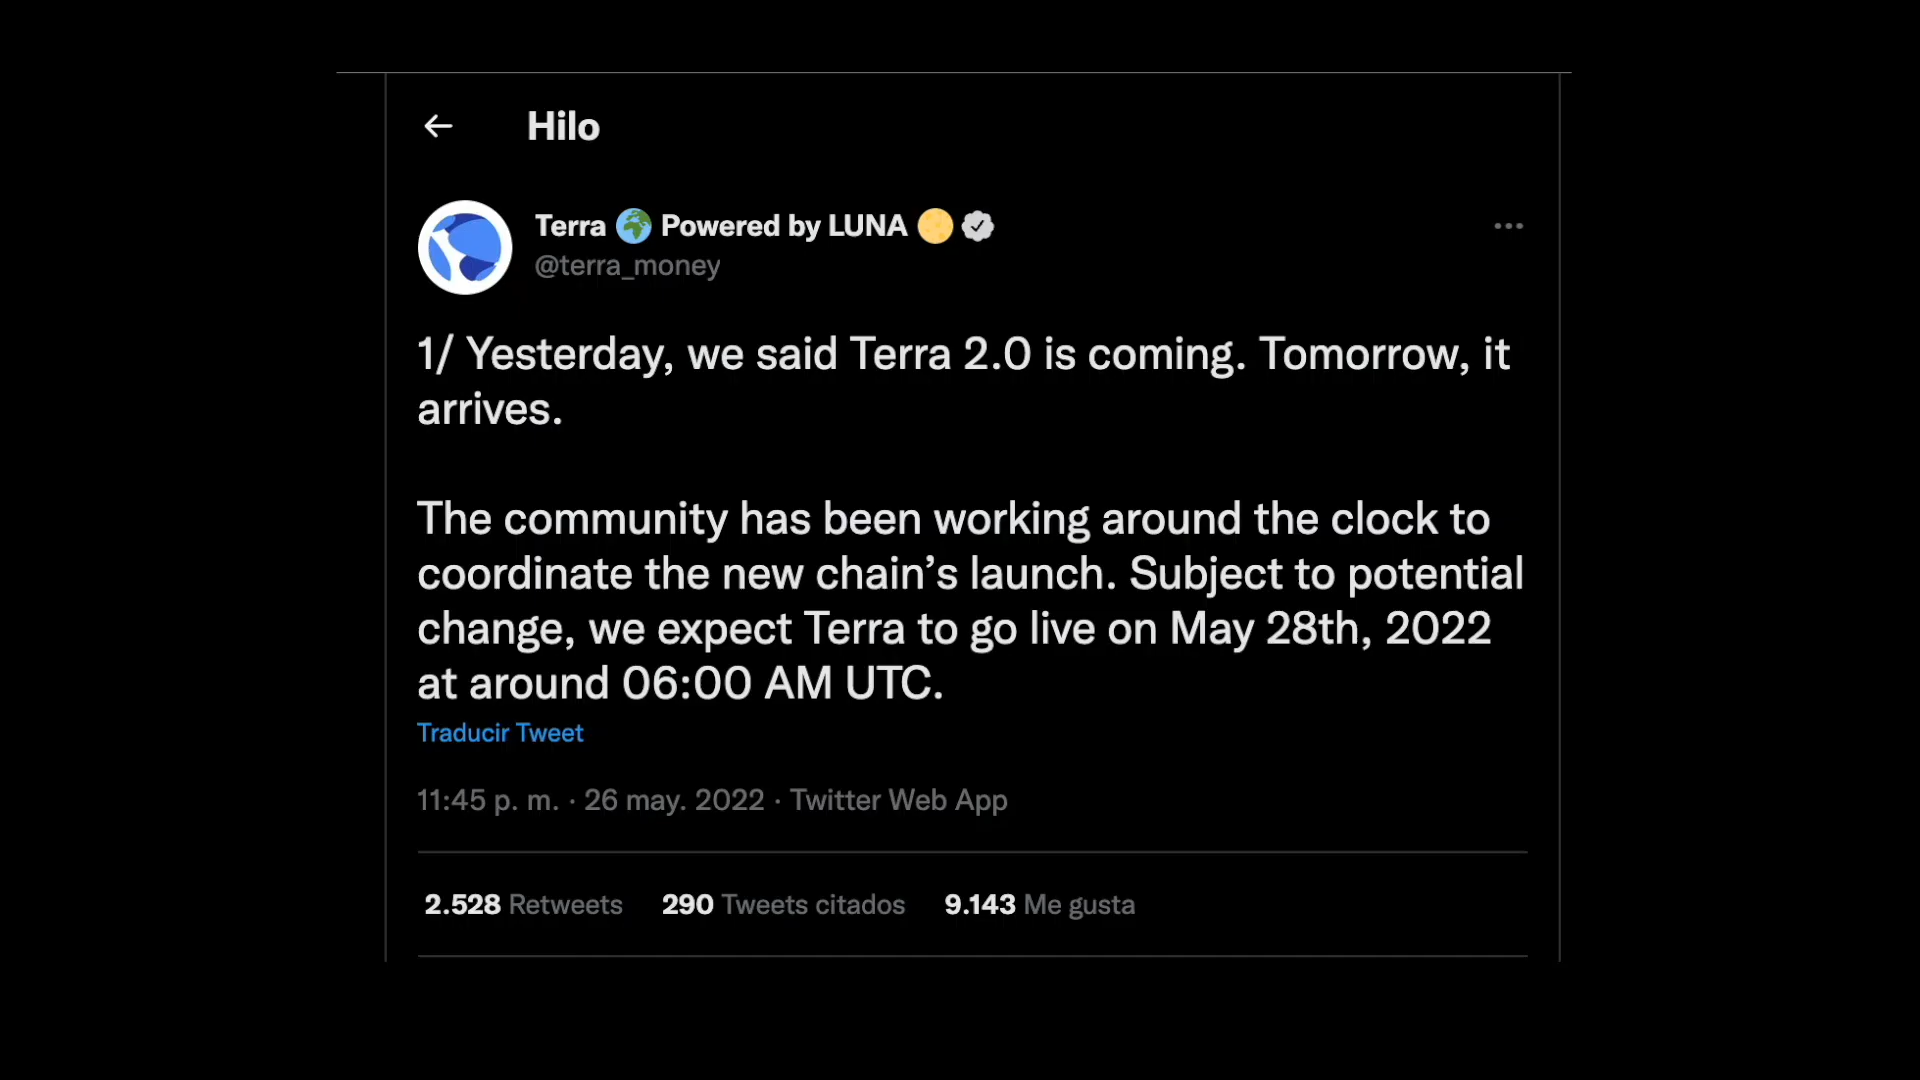 Hilo
Terra 🌍 Powered by LUNA 🌕
@terra_money
1/ Yesterday, we said Terra 2.0 is coming. Tomorrow, it
arrives.
The community has been working around the clock to
coordinate the new chain’s launch. Subject to potential
change, we expect Terra to go live on May 28th, 2022
at around 06:00 AM UTC.
Traducir Tweet
11:45 p. m. · 26 may. 2022 · Twitter Web App
2.528 Retweets 290 Tweets citados 9.143 Me gusta